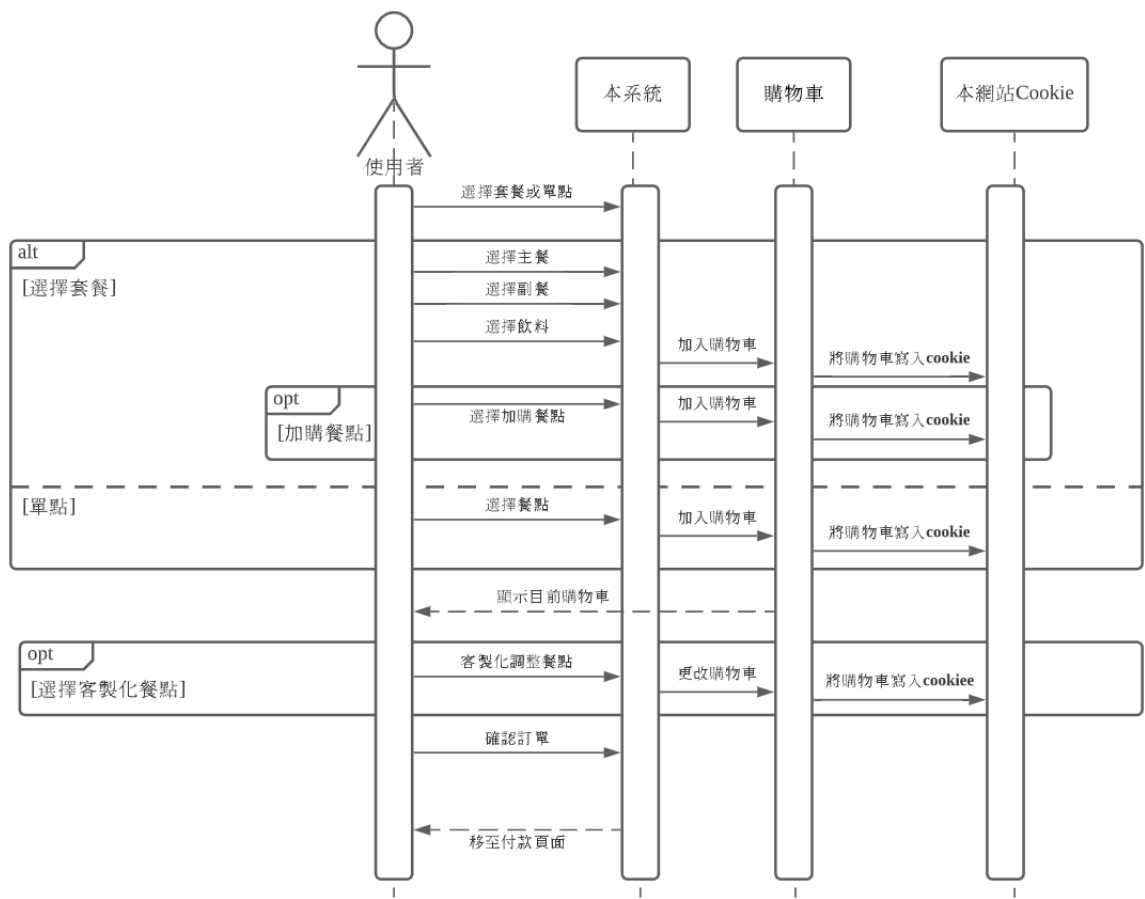 本系統
購物車
本網站Cookie
使用者
選擇套餐或單點
alt
選擇主餐
[選擇套餐]
選擇副餐
選擇飲料
加入購物車
將購物車寫入cookie
opt
加入購物車
選擇加購餐點
將購物車寫入cookie
[加購餐點]
[單點]
選擇餐點
加入購物車
將購物車寫入cookie
顯示目前購物車
opt
客製化調整餐點
更改購物車
將購物車寫入cookiee
[選擇客製化餐點]
確認訂單
移至付款頁面